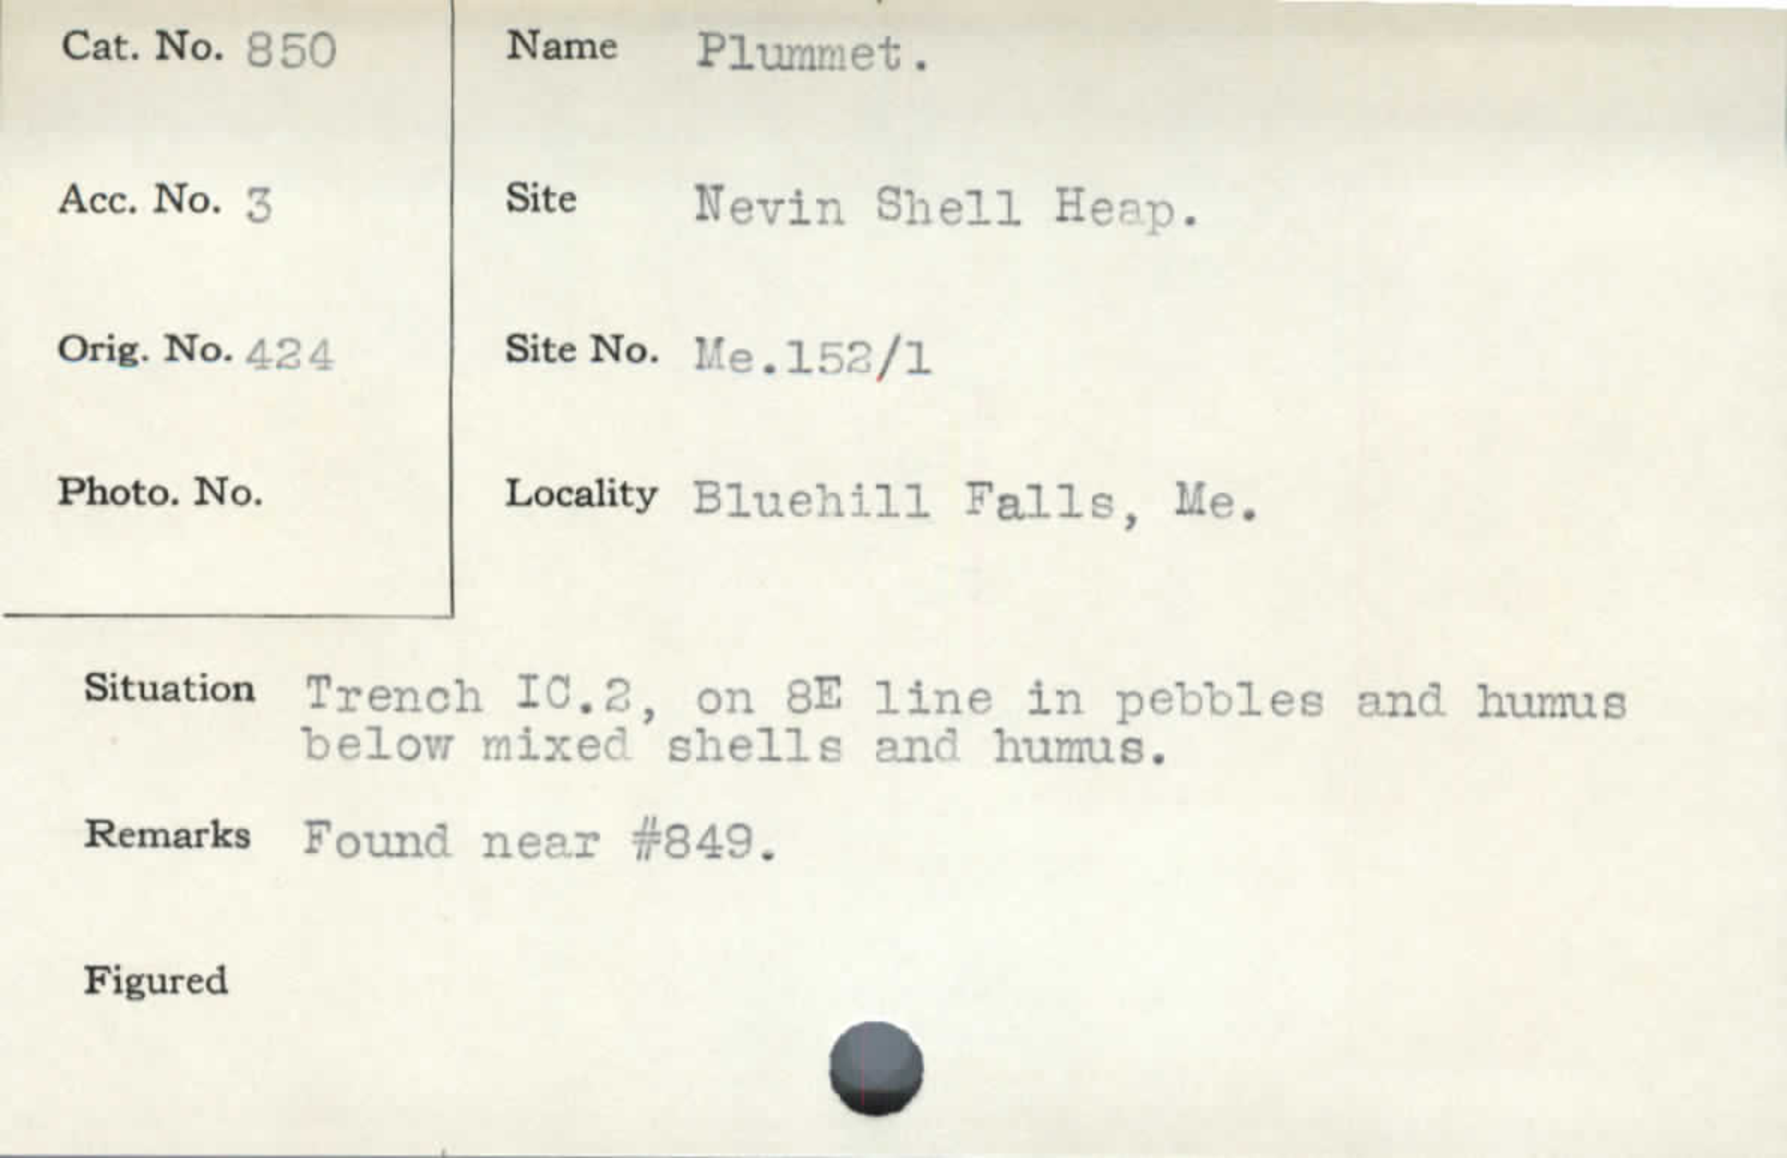 Cat. No. 850
Name Plummet.
Acc. No. 3
Site Nevin Shell Heap.
Orig. No. 424
Site No. Me.152/1
Photo. No.
Locality Bluehill Falls, Me.
Situation Trench IC.2, on 8E line in pebbles and humus
below mixed shells and humus.
Remarks Found near #849.
Figured